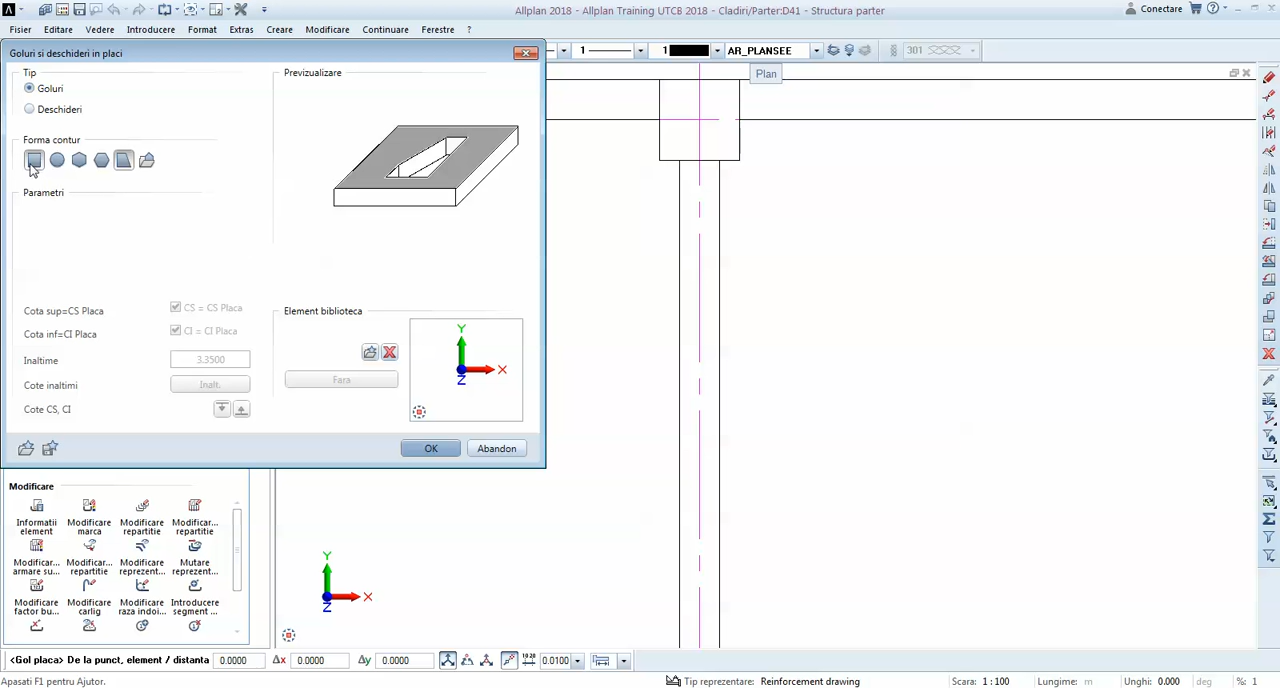 Allplan 2018 - Allplan Training UTCB 2018 - Cladiri/Parter:D41 - Structura parter
Conectare
Fisier Editare Vedere Introducere Format Extras Creare Modificare Continuare Ferestre ?
Goluri si deschideri in placi
1 1 AR_PLANSEE 301
Plan
Tip
Goluri
Deschideri
Previzualizare
Forma contur
Parametri
Cota sup=CS Placa CS = CS Placa
Cota inf=CI Placa CI = CI Placa
Inaltime 3.3500
Cote inaltimi Inalt.
Cote CS, CI
Element biblioteca
Fara
Y
X
Z
OK Abandon
Modificare
Informatii element
Modificare marca
Modificare repartitie
Modificar... repartitie
Modificar... armare su...
Modificar... repartitie
Modificare reprezent...
Mutare reprezent...
Modificare factor bu...
Modificare carlig
Modificare raza indoi...
Introducere segment ...
Y
X
Z
<Gol placa> De la punct, element / distanta 0.0000 Δx 0.0000 Δy 0.0000 0.0100
Apasati F1 pentru Ajutor. Tip reprezentare: Reinforcement drawing Scara: 1 : 100 Lungime: m Unghi: 0.000 deg %: 1